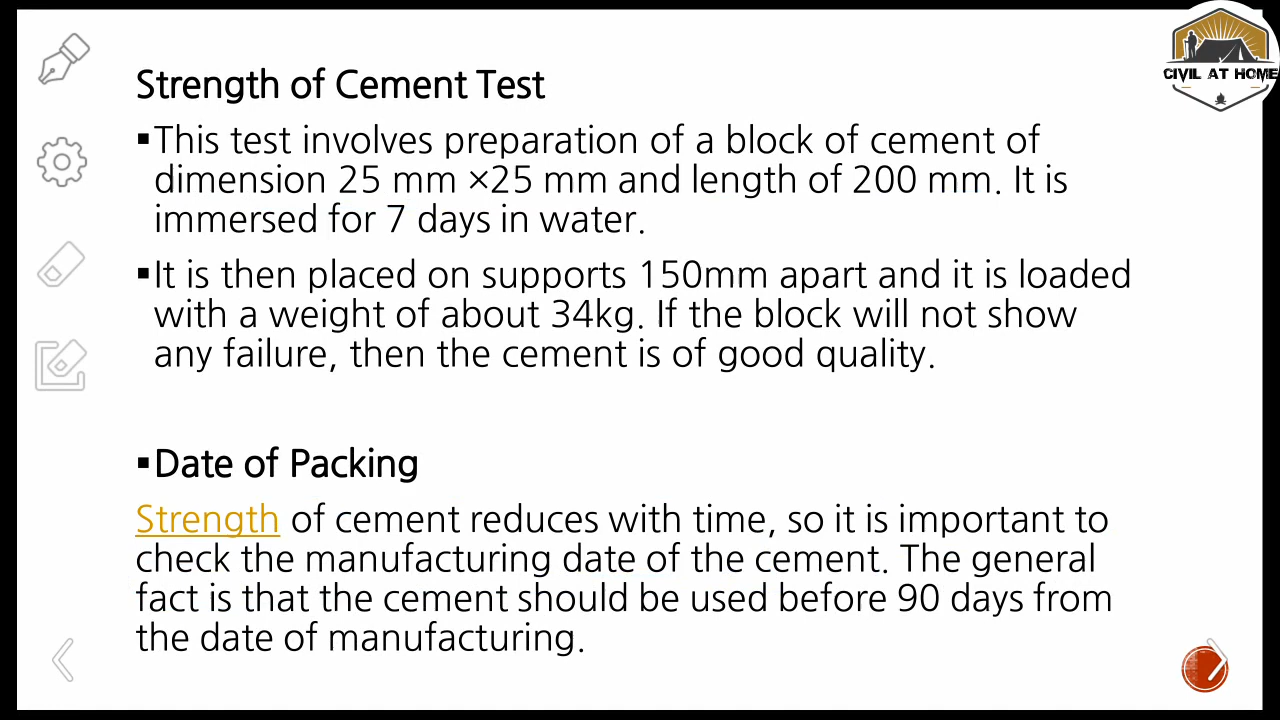 CIVIL AT HOME
Strength of Cement Test
▪This test involves preparation of a block of cement of
dimension 25 mm ×25 mm and length of 200 mm. It is
immersed for 7 days in water.
▪It is then placed on supports 150mm apart and it is loaded
with a weight of about 34kg. If the block will not show
any failure, then the cement is of good quality.
▪Date of Packing
Strength of cement reduces with time, so it is important to
check the manufacturing date of the cement. The general
fact is that the cement should be used before 90 days from
the date of manufacturing.